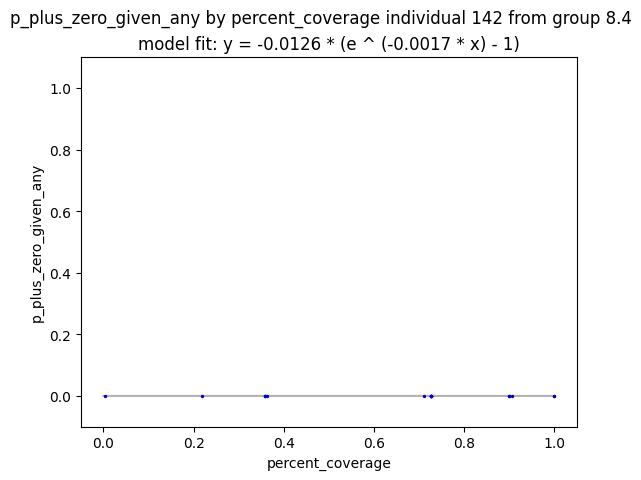 p_plus_zero_given_any by percent_coverage individual 142 from group 8.4
model fit: y = -0.0126 * (e ^ (-0.0017 * x) - 1)
1.0
0.8
0.6
0.4
0.2
0.0
p_plus_zero_given_any
0.0 0.2 0.4 0.6 0.8 1.0
percent_coverage